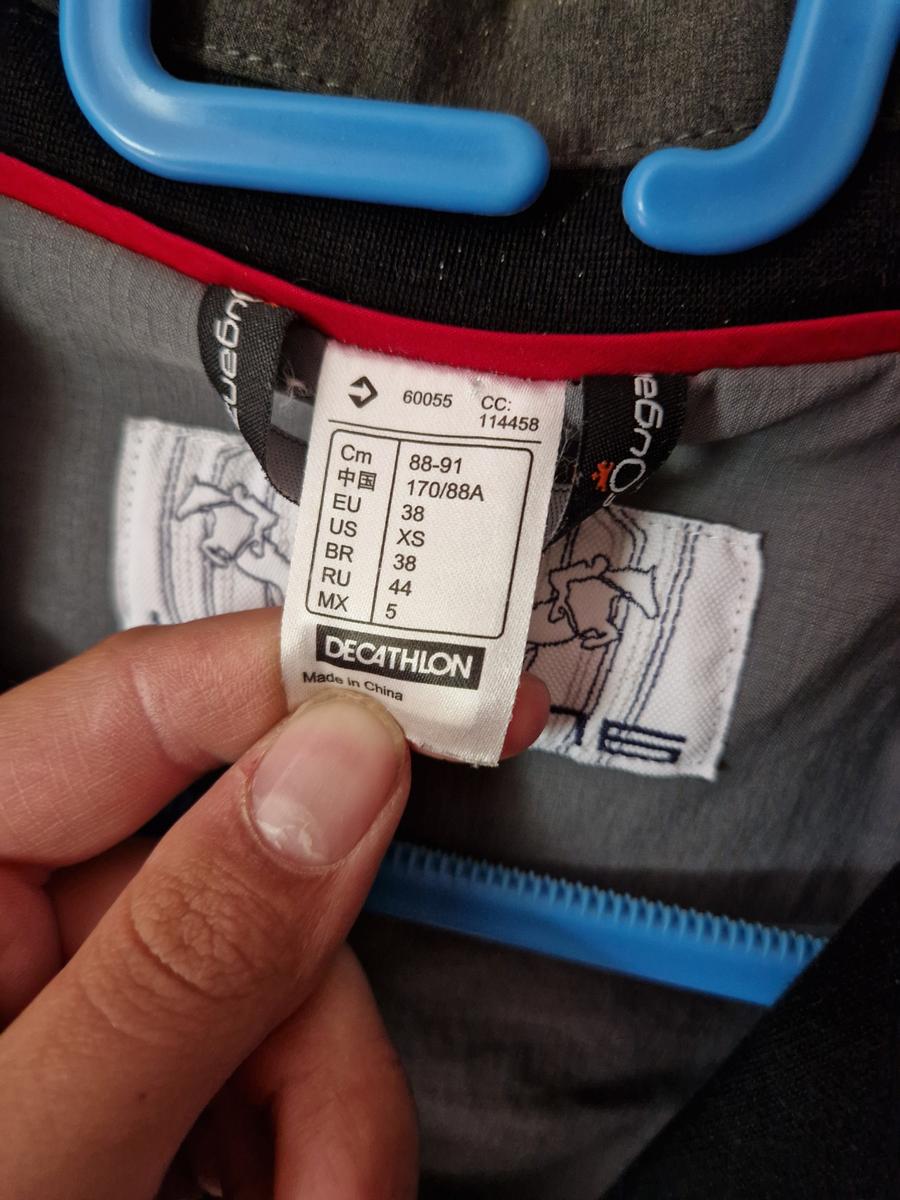 60055 CC:
114458
Cm 88-91
中国 170/88A
EU 38
US XS
BR 38
RU 44
MX 5
DECATHLON
Made in China